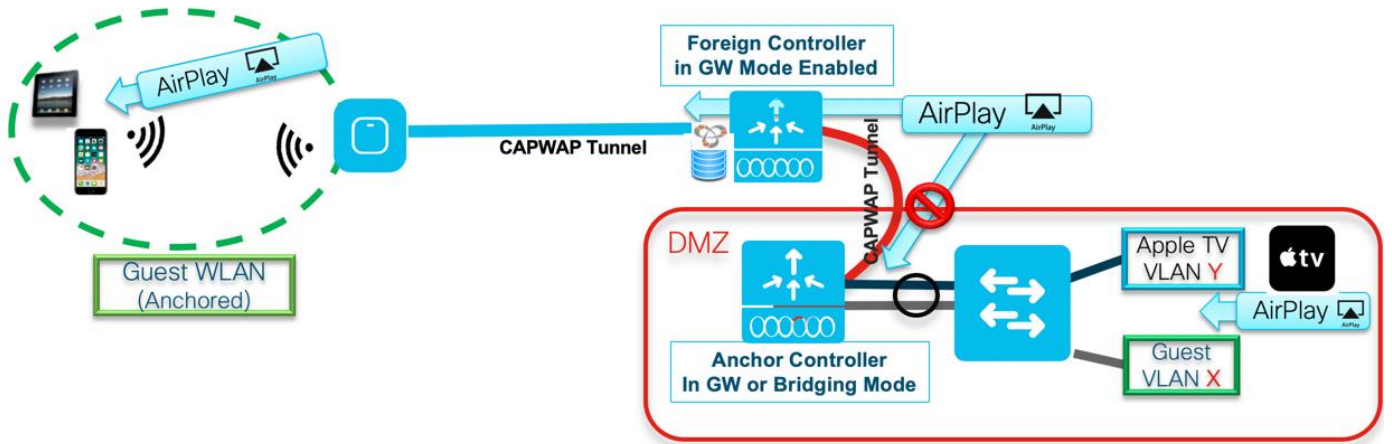 AirPlay
AirPlay
Guest WLAN
(Anchored)
CAPWAP Tunnel
Foreign Controller
in GW Mode Enabled
AirPlay
AirPlay
CAPWAP Tunnel
DMZ
Anchor Controller
In GW or Bridging Mode
Apple TV
VLAN Y
tv
AirPlay
AirPlay
Guest
VLAN X